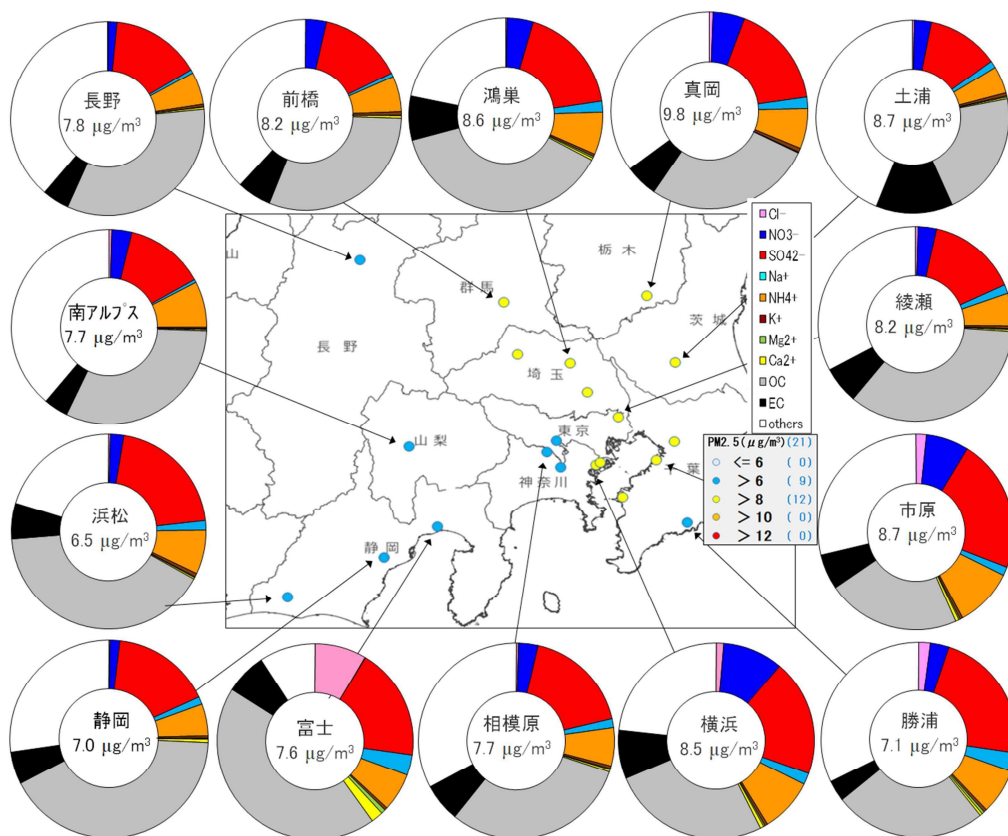 長野
7.8 μg/m³
前橋
8.2 μg/m³
鴻巣
8.6 μg/m³
真岡
9.8 μg/m³
土浦
8.7 μg/m³
南アルプス
7.7 μg/m³
綾瀬
8.2 μg/m³
浜松
6.5 μg/m³
市原
8.7 μg/m³
静岡
7.0 μg/m³
富士
7.6 μg/m³
相模原
7.7 μg/m³
横浜
8.5 μg/m³
勝浦
7.1 μg/m³
山
栃木
群馬
茨城
長野
埼玉
山梨
東京
神奈川
千葉
静岡
Cl-
NO3-
SO42-
Na+
NH4+
K+
Mg2+
Ca2+
OC
EC
others
PM2.5(μg/m³)(21)
<= 6 ( 0)
> 6 ( 9)
> 8 (12)
> 10 ( 0)
> 12 ( 0)